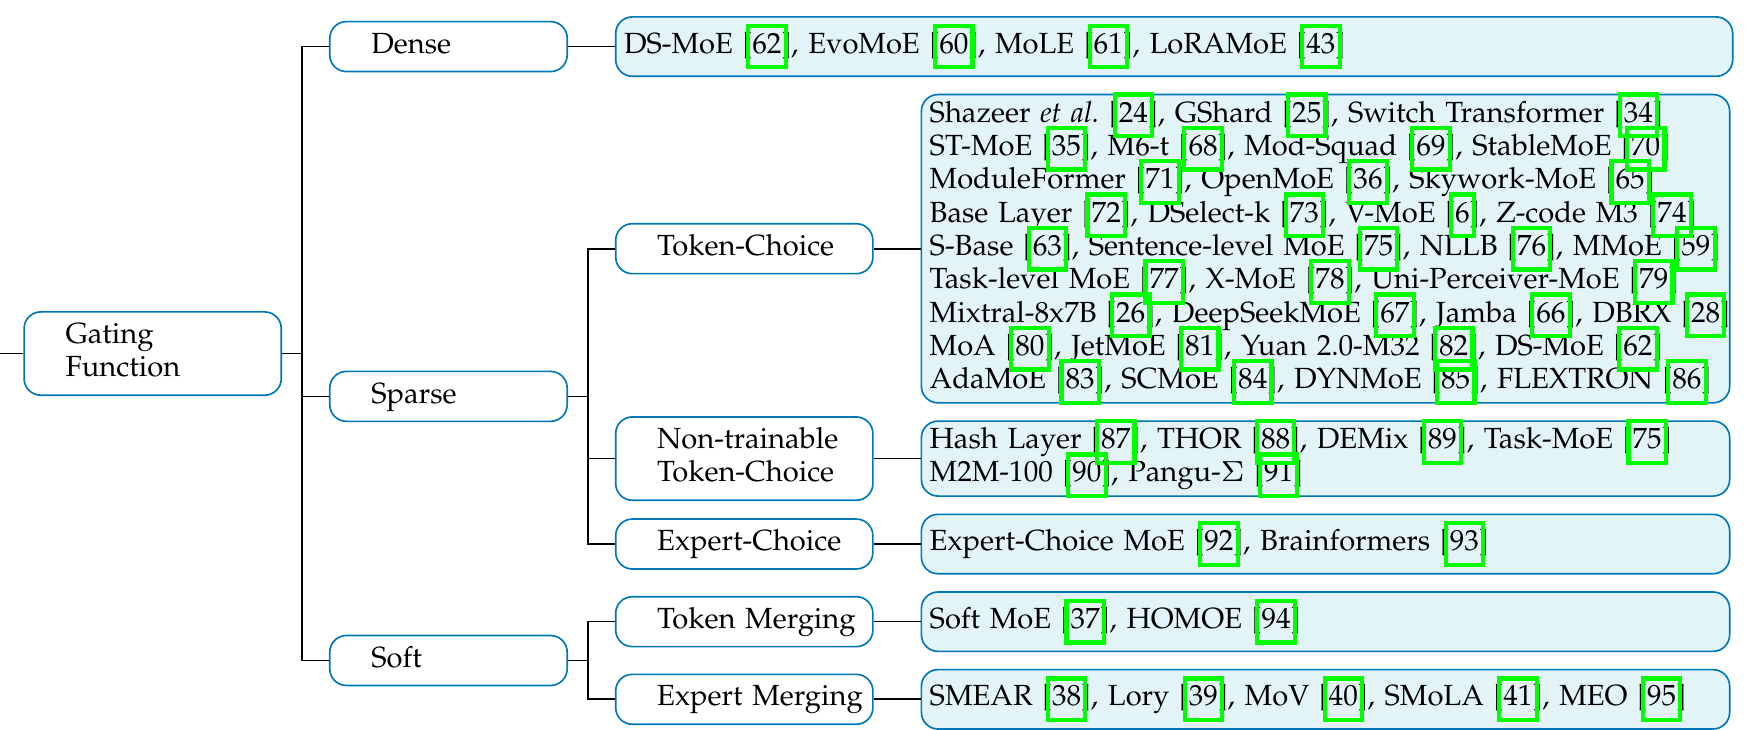 Dense
DS-MoE [62], EvoMoE [60], MoLE [61], LoRAMoE [43]
Shazeer et al. [24], GShard [25], Switch Transformer [34]
ST-MoE [35], M6-t [68], Mod-Squad [69], StableMoE [70]
ModuleFormer [71], OpenMoE [36], Skywork-MoE [65]
Base Layer [72], DSelect-k [73], V-MoE [6], Z-code M3 [74]
Token-Choice
S-Base [63], Sentence-level MoE [75], NLLB [76], MMoE [59]
Task-level MoE [77], X-MoE [78], Uni-Perceiver-MoE [79]
Mixtral-8x7B [26], DeepSeekMoE [67], Jamba [66], DBRX [28]
MoA [80], JetMoE [81], Yuan 2.0-M32 [82], DS-MoE [62]
AdaMoE [83], SCMoE [84], DYNMoE [85], FLEXTRON [86]
Gating
Function
Sparse
Non-trainable
Token-Choice
Hash Layer [87], THOR [88], DEMix [89], Task-MoE [75]
M2M-100 [90], Pangu-Σ [91]
Expert-Choice
Expert-Choice MoE [92], Brainformers [93]
Token Merging
Soft MoE [37], HOMOE [94]
Soft
Expert Merging
SMEAR [38], Lory [39], MoV [40], SMoLA [41], MEO [95]